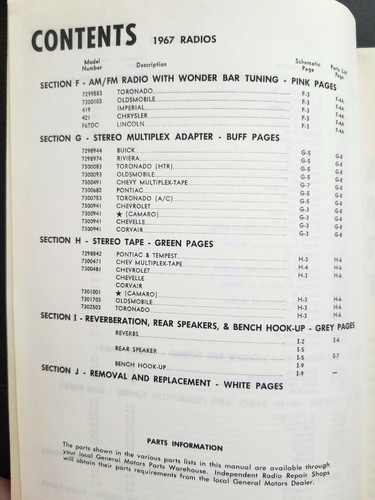 CONTENTS 1967 RADIOS
Model Number Description Schematic Page Parts List Page
SECTION F - AM/FM RADIO WITH WONDER BAR TUNING - PINK PAGES
7299583 TORONADO F-3 F-4A
7300103 OLDSMOBILE F-3 F-4A
419 IMPERIAL F-3 F-4A
421 CHRYSLER F-3 F-4A
F6TDC LINCOLN F-3 F-4A
SECTION G - STEREO MULTIPLEX ADAPTER - BUFF PAGES
7298944 BUICK G-5 G-8
7298974 RIVIERA G-5 G-8
7300083 TORONADO (HTR) G-5 G-8
7300093 OLDSMOBILE G-5 G-8
7300491 CHEVY MULTIPLEX-TAPE G-7 G-8
7300682 PONTIAC G-5 G-8
7300753 TORONADO (A/C) G-5 G-8
7300941 CHEVROLET G-3 G-8
7300941 ★ (CAMARO) G-3 G-8
7300941 CHEVELLE G-3 G-8
7300941 CORVAIR G-3 G-8
SECTION H - STEREO TAPE - GREEN PAGES
7298842 PONTIAC & TEMPEST H-3 H-6
7300471 CHEV MULTIPLEX-TAPE H-4 H-6
7300481 CHEVROLET H-3 H-6
CHEVELLE
CORVAIR
7301001 ★ (CAMARO) H-3 H-6
7301703 OLDSMOBILE H-3 H-6
7302503 TORONADO H-3 H-6
SECTION I - REVERBERATION, REAR SPEAKERS, & BENCH HOOK-UP - GREY PAGES
REVERBS I-2 I-4
REAR SPEAKER I-5 I-7
BENCH HOOK-UP I-9 —
SECTION J - REMOVAL AND REPLACEMENT - WHITE PAGES
PARTS INFORMATION
The parts shown in the various parts lists in this manual are available through
your local General Motors Parts Warehouse. Independent Radio Repair Shops
will obtain their parts requirements from the local General Motors Dealer.